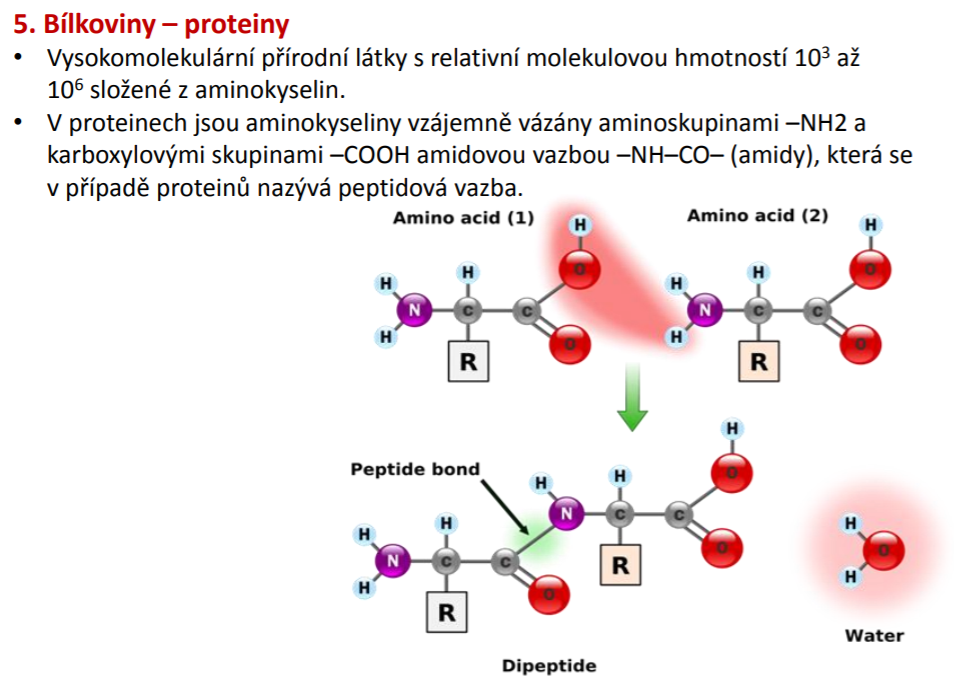 5. Bílkoviny – proteiny
• Vysokomolekulární přírodní látky s relativní molekulovou hmotností 10³ až
10⁶ složené z aminokyselin.
• V proteinech jsou aminokyseliny vzájemně vázány aminoskupinami –NH2 a
karboxylovými skupinami –COOH amidovou vazbou –NH–CO– (amidy), která se
v případě proteinů nazývá peptidová vazba.
Amino acid (1) Amino acid (2)
H H
O O
H H H H
N C C N C C
H O H O
R R
H
Peptide bond
O
H H
N C C
H H O H
R O
N C C H
H O
R
Water
Dipeptide